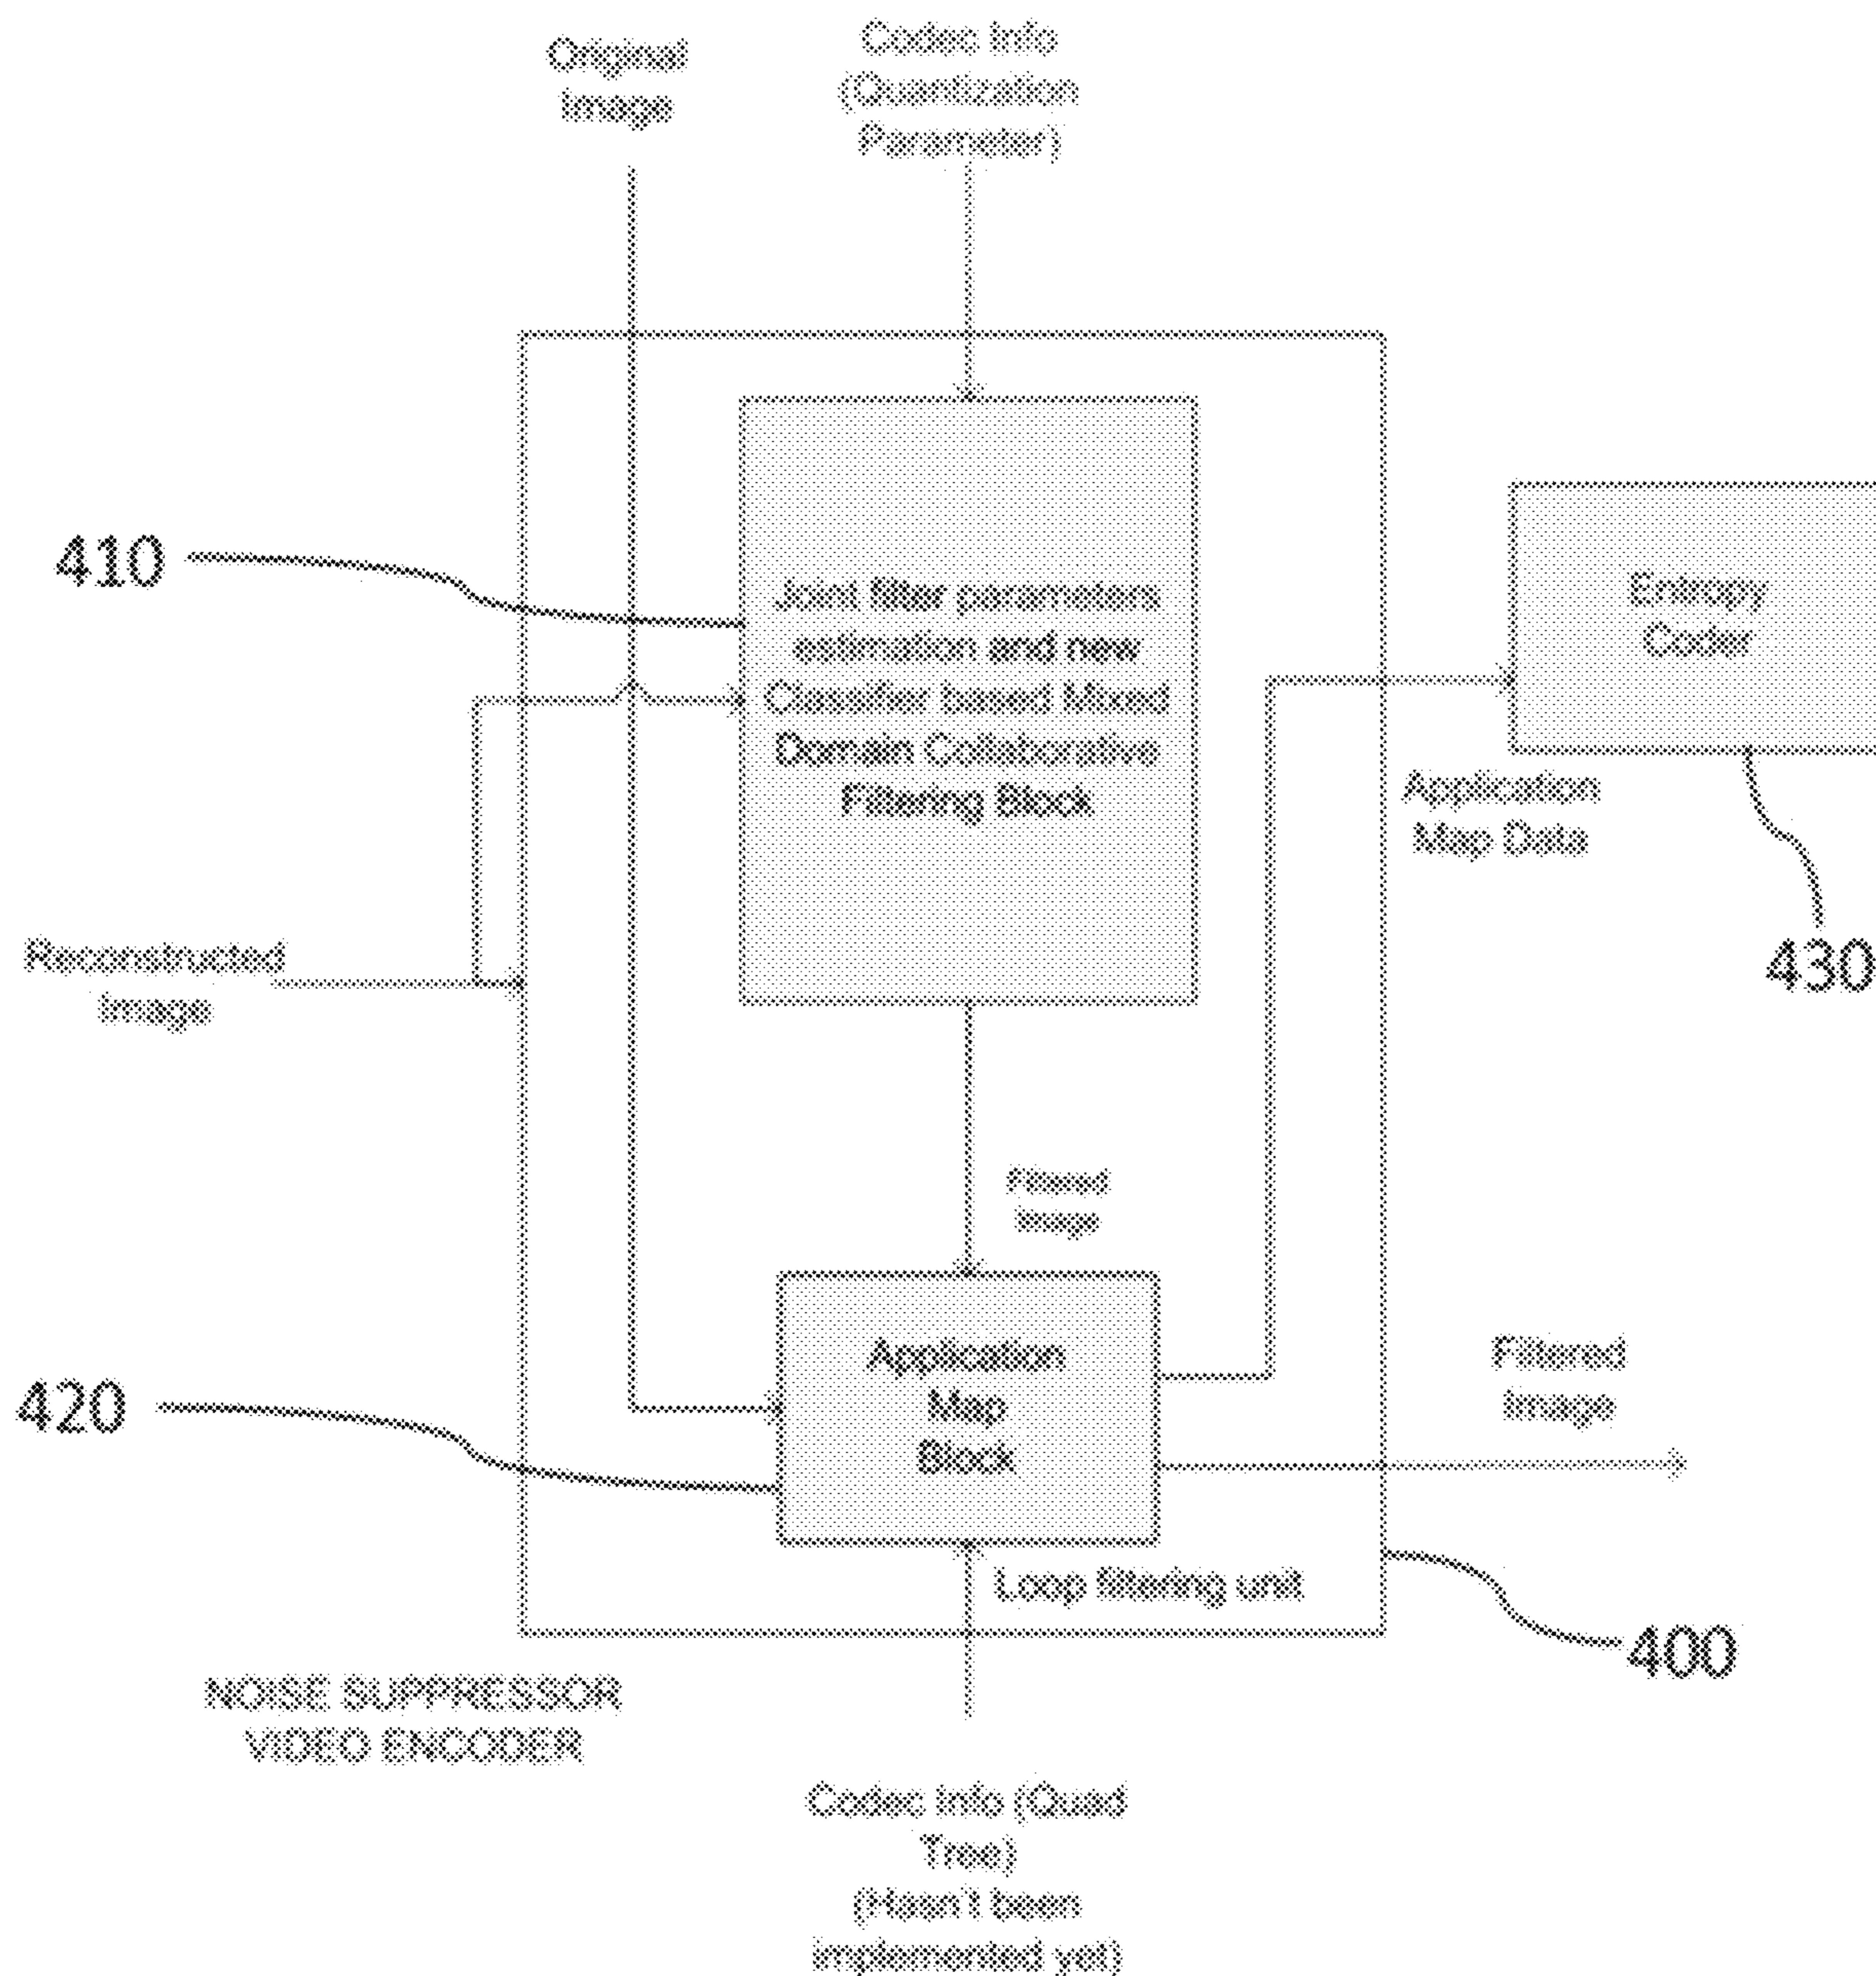 Original
Image
Codec Info
(Quantization
Parameter)
410
Joint filter parameters
estimation and new
Classifier based Mixed
Domain Collaborative
Filtering Block
Entropy
Coder
Application
Map Data
430
Reconstructed
Image
Filtered
Image
420
Application
Map
Block
Filtered
Image
Loop filtering unit
400
NOISE SUPPRESSOR
VIDEO ENCODER
Codec Info (Quad
Tree)
(Hasn't been
implemented yet)